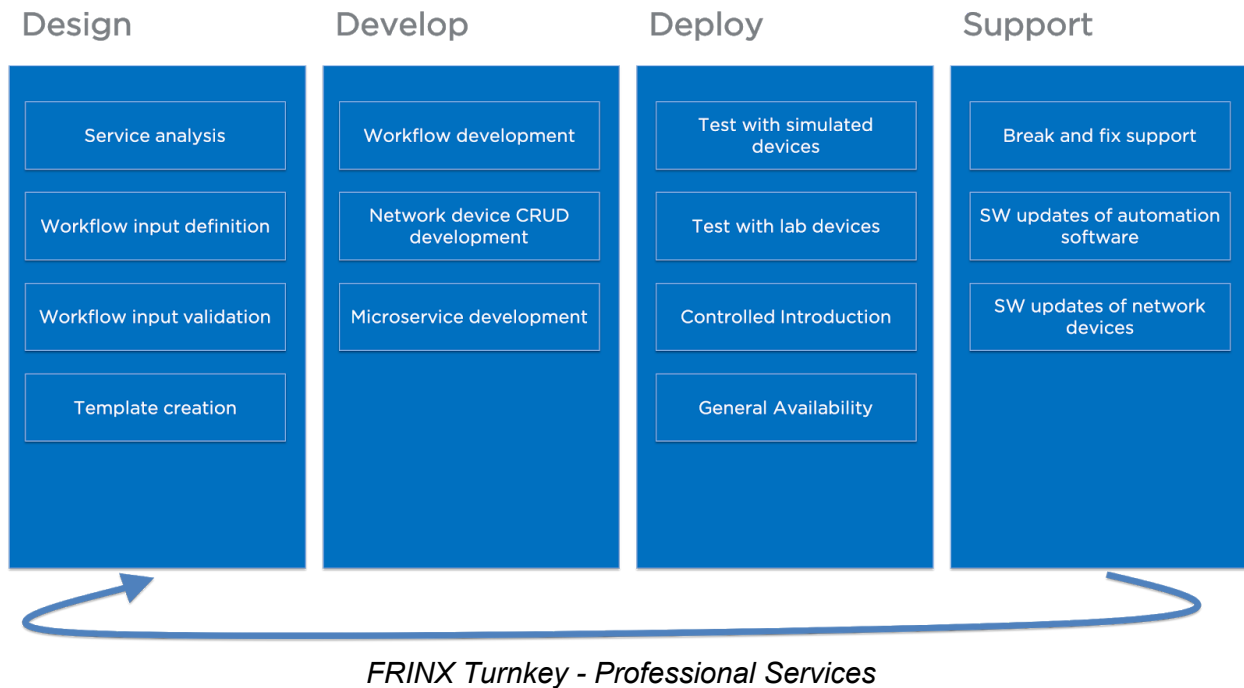 Design
Service analysis
Workflow input definition
Workflow input validation
Template creation
Develop
Workflow development
Network device CRUD
development
Microservice development
Deploy
Test with simulated
devices
Test with lab devices
Controlled Introduction
General Availability
Support
Break and fix support
SW updates of automation
software
SW updates of network
devices
FRINX Turnkey - Professional Services